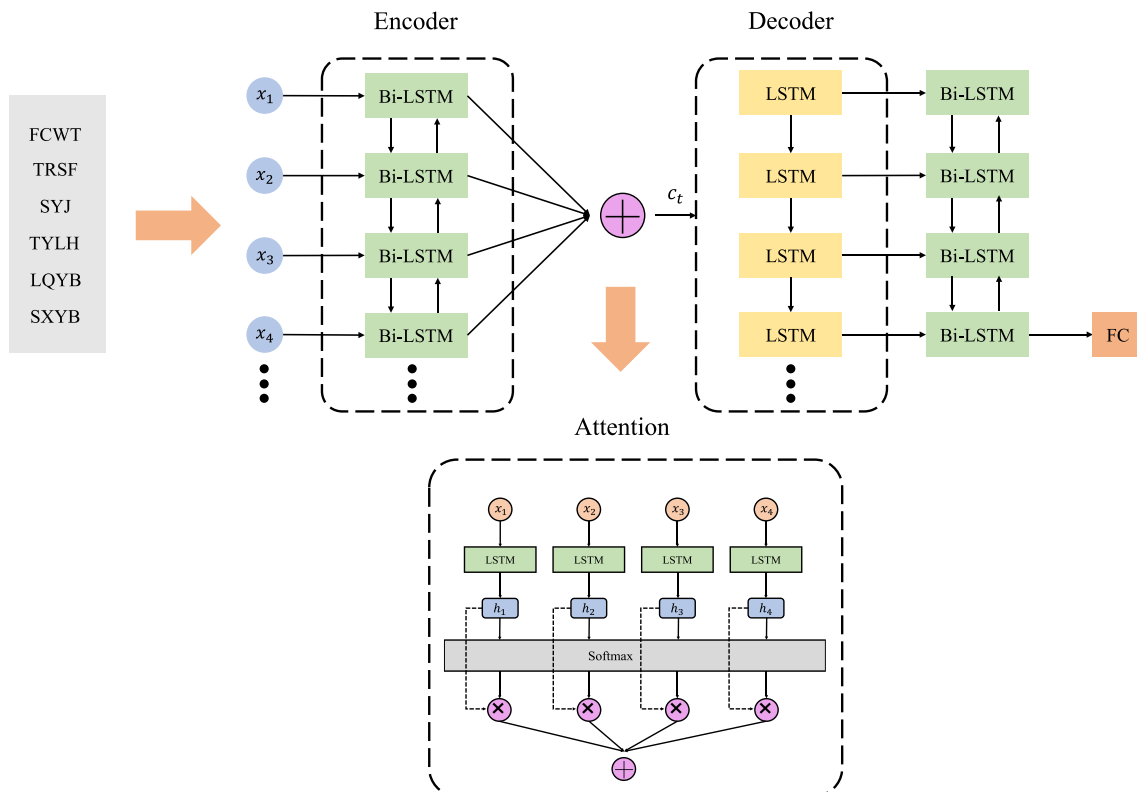 Encoder
Decoder
FCWT
TRSF
SYJ
TYLH
LQYB
SXYB
x₁
x₂
x₃
x₄
Bi-LSTM
Bi-LSTM
Bi-LSTM
Bi-LSTM
cₜ
LSTM
LSTM
LSTM
LSTM
Bi-LSTM
Bi-LSTM
Bi-LSTM
Bi-LSTM
FC
Attention
x₁ x₂ x₃ x₄
LSTM LSTM LSTM LSTM
h₁ h₂ h₃ h₄
Softmax